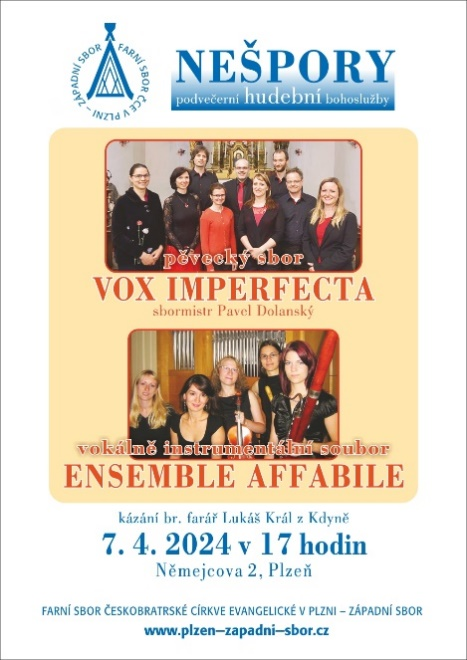 FARNÍ SBOR ČCE V PLZNI – ZÁPADNÍ SBOR
NEŠPORY
podvečerní hudební bohoslužby
pěvecký sbor
VOX IMPERFECTA
sbormistr Pavel Dolanský
vokálně instrumentální soubor
ENSEMBLE AFFABILE
kázání br. farář Lukáš Král z Kdyně
7. 4. 2024 v 17 hodin
Němejcova 2, Plzeň
FARNÍ SBOR ČESKOBRATRSKÉ CÍRKVE EVANGELICKÉ V PLZNI – ZÁPADNÍ SBOR
www.plzen–zapadni–sbor.cz